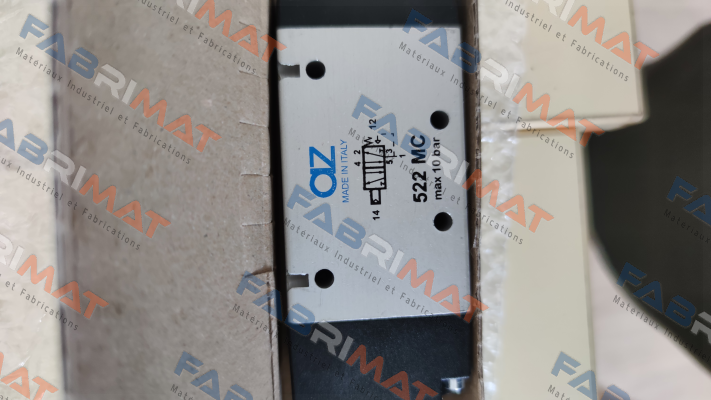 az
MADE IN ITALY
14
4 2
5 3
1
12
522 MC
max 10 bar
FABRIMAT
Materiaux Industriel et Fabrications